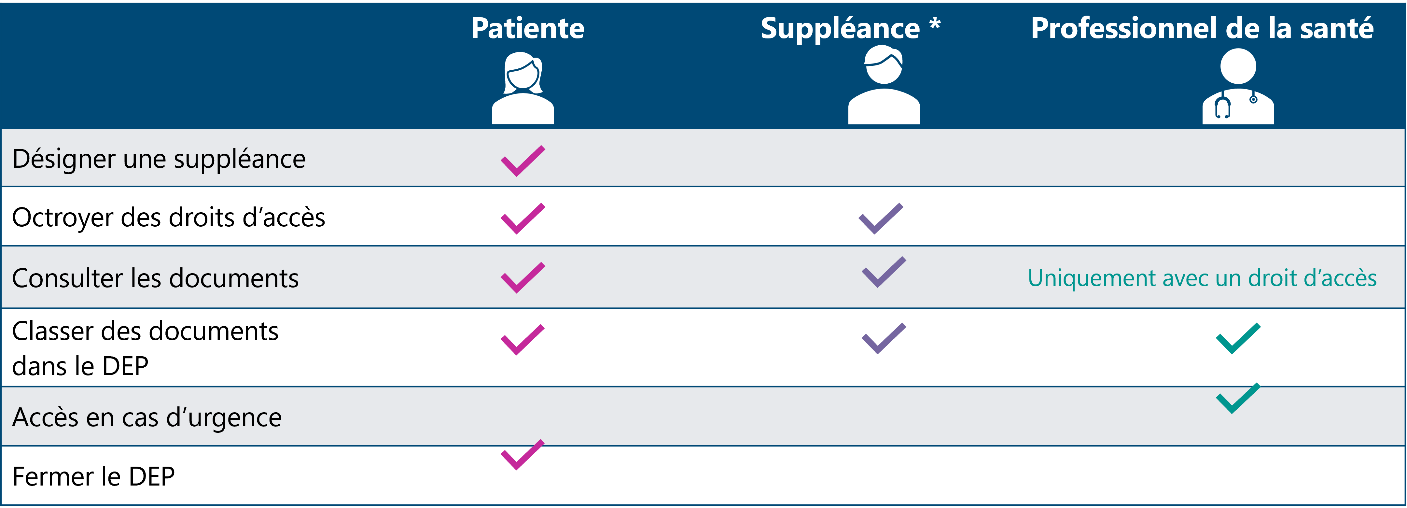 Patiente Suppléance * Professionnel de la santé
Désigner une suppléance
Octroyer des droits d’accès
Consulter les documents Uniquement avec un droit d’accès
Classer des documents
dans le DEP
Accès en cas d’urgence
Fermer le DEP